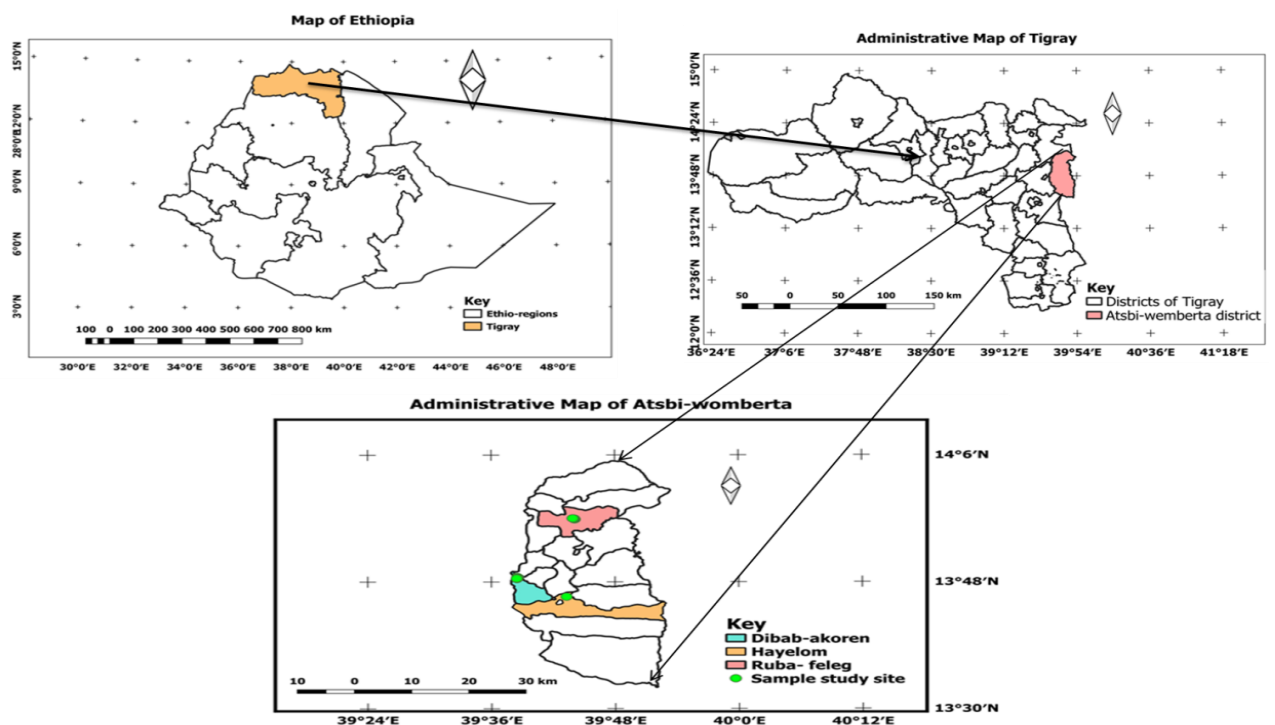 Map of Ethiopia
15°0′N
12°0′N
28°0′B
9°0′N
6°0′N
3°0′N
Key
Ethio-regions
Tigray
100 0 100 200 300 400 500 600 700 800 km
30°0′E 32°0′E 34°0′E 36°0′E 38°0′E 40°0′E 42°0′E 44°0′E 46°0′E 48°0′E
Administrative Map of Tigray
15°0′N
14°24′N
13°48′N
13°12′N
12°36′N
12°0′N
Key
Districts of Tigray
Atsbi-wemberta district
50 0 50 100 150 km
36°24′E 37°6′E 37°48′E 38°30′E 39°12′E 39°54′E 40°36′E 41°18′E
Administrative Map of Atsbi-womberta
14°6′N
13°48′N
13°30′N
Key
Dibab-akoren
Hayelom
Ruba- feleg
Sample study site
10 0 10 20 30 km
39°24′E 39°36′E 39°48′E 40°0′E 40°12′E